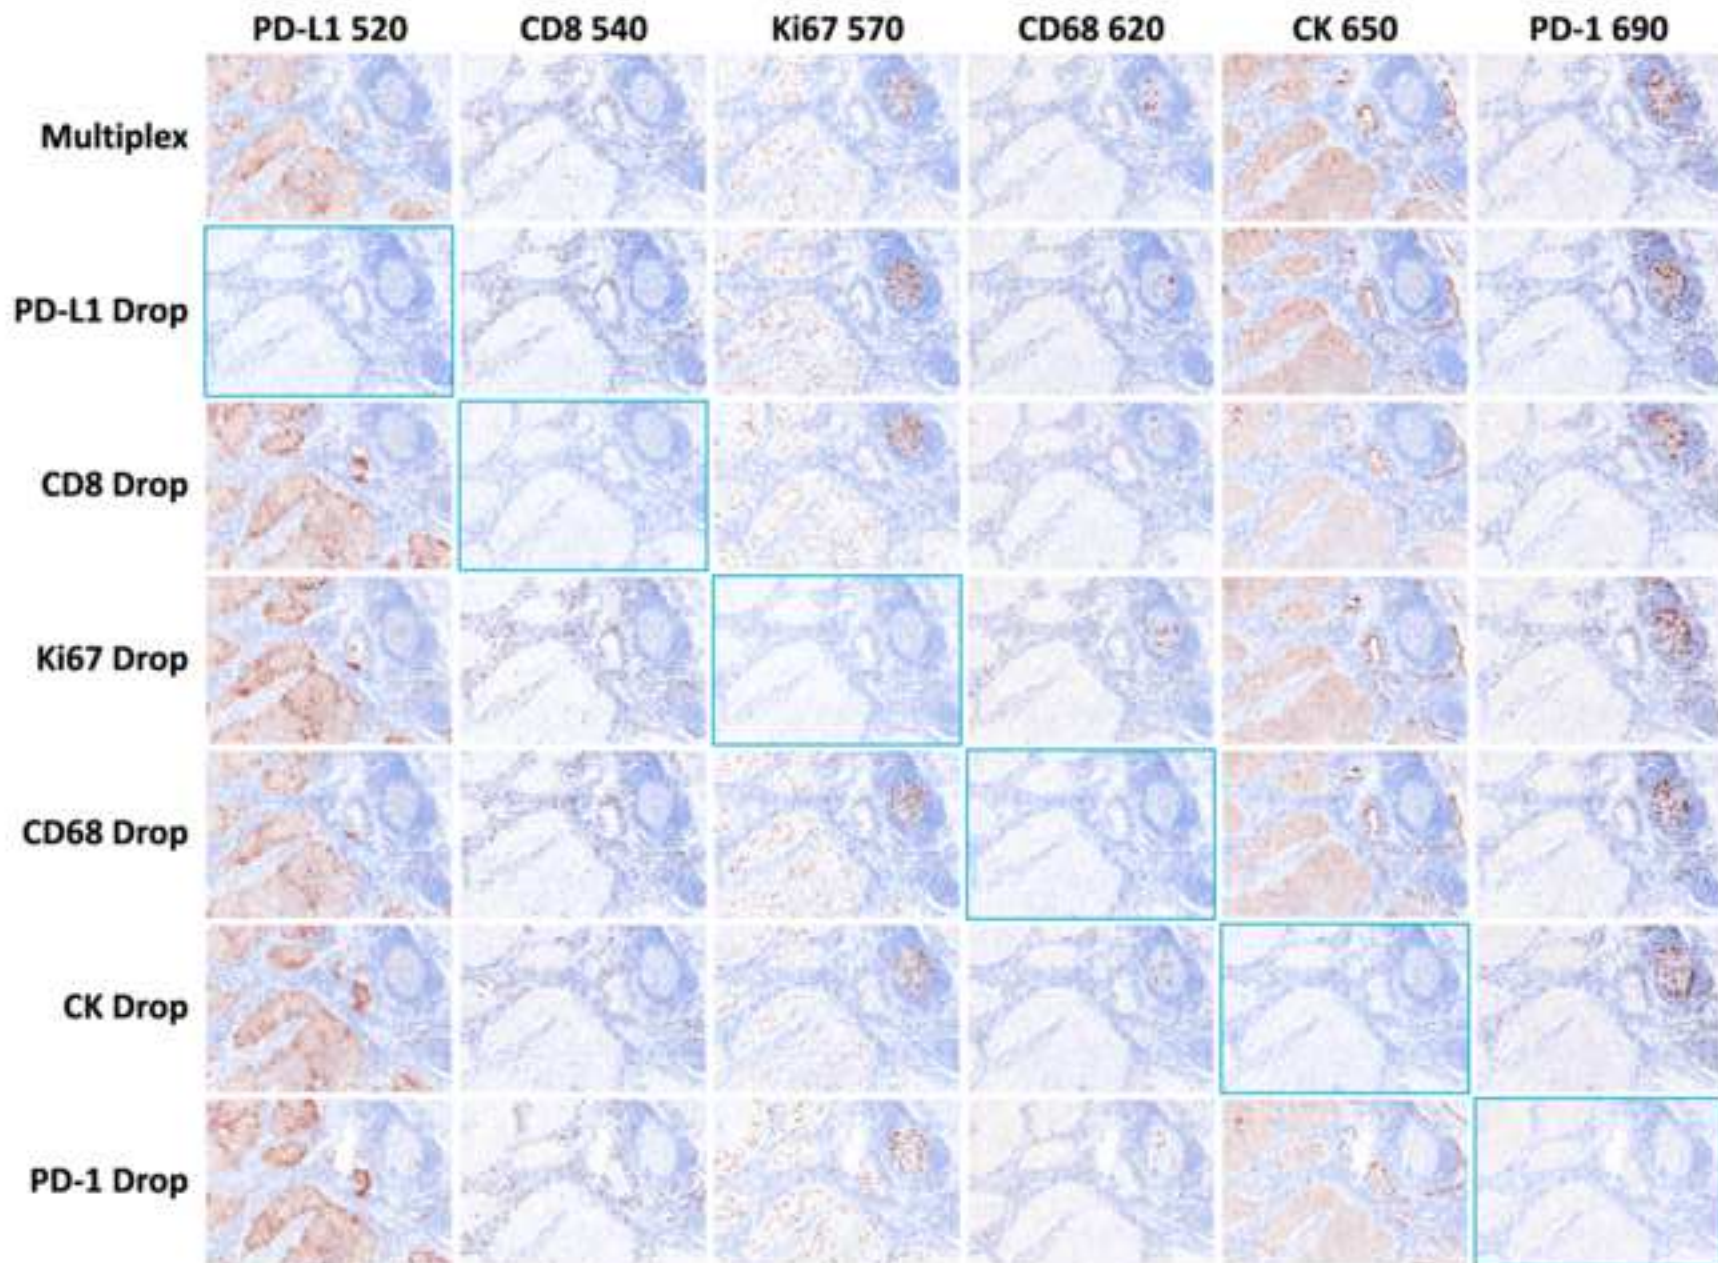 PD-L1 520 CD8 540 Ki67 570 CD68 620 CK 650 PD-1 690
Multiplex
PD-L1 Drop
CD8 Drop
Ki67 Drop
CD68 Drop
CK Drop
PD-1 Drop